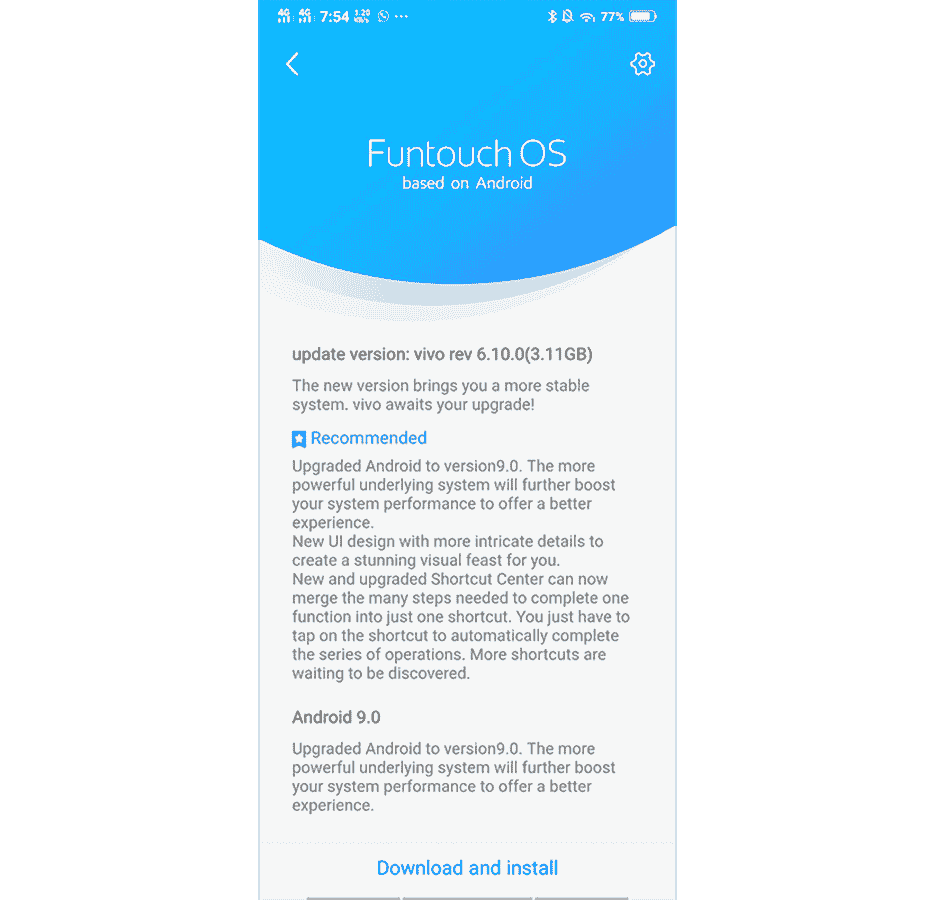 4G 4G 7:54 1.20 77%
Funtouch OS
based on Android
update version: vivo rev 6.10.0(3.11GB)
The new version brings you a more stable
system. vivo awaits your upgrade!
Recommended
Upgraded Android to version9.0. The more
powerful underlying system will further boost
your system performance to offer a better
experience.
New UI design with more intricate details to
create a stunning visual feast for you.
New and upgraded Shortcut Center can now
merge the many steps needed to complete one
function into just one shortcut. You just have to
tap on the shortcut to automatically complete
the series of operations. More shortcuts are
waiting to be discovered.
Android 9.0
Upgraded Android to version9.0. The more
powerful underlying system will further boost
your system performance to offer a better
experience.
Download and install